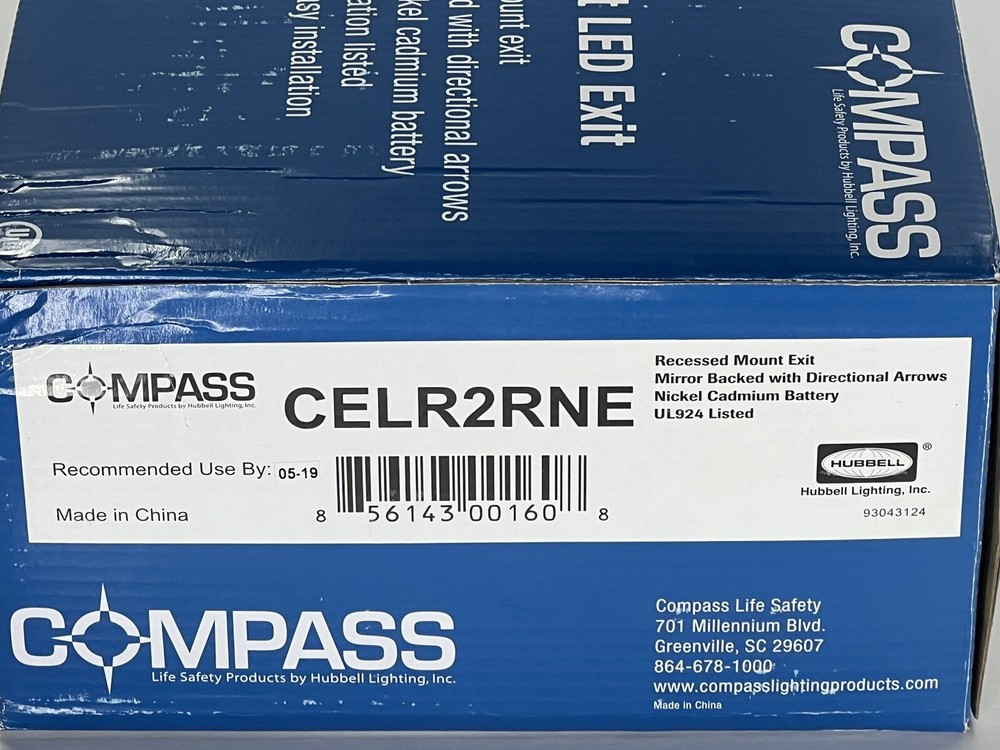 COMPASS
Life Safety Products by Hubbell Lighting, Inc.
LED Exit
exit
with directional arrows
cadmium battery
listed
installation
UL
COMPASS
Life Safety Products by Hubbell Lighting, Inc.
CELR2RNE
Recessed Mount Exit
Mirror Backed with Directional Arrows
Nickel Cadmium Battery
UL924 Listed
Recommended Use By: 05-19
Made in China
8 56143 00160 8
HUBBELL
®
Hubbell Lighting, Inc.
93043124
COMPASS
Life Safety Products by Hubbell Lighting, Inc.
Compass Life Safety
701 Millennium Blvd.
Greenville, SC 29607
864-678-1000
www.compasslightingproducts.com
Made in China